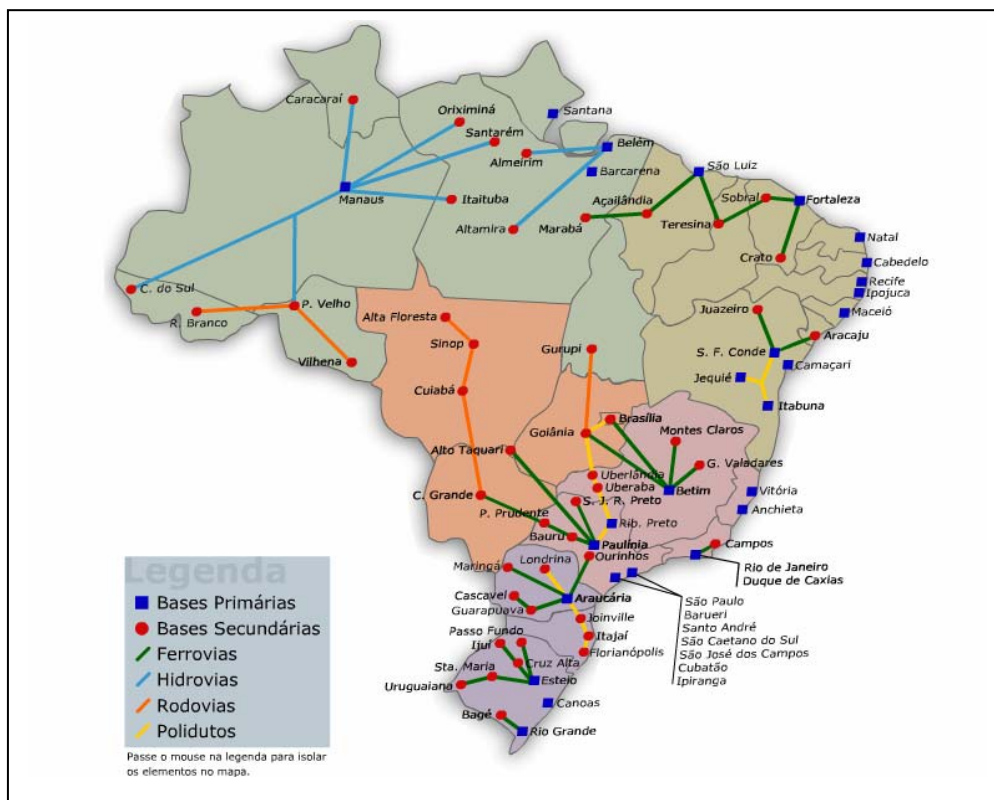 Caracaraí
Oriximiná
Santarém
Almeirim
Santana
Belém
Barcarena
Manaus
Itaituba
Altamira
Marabá
Açailândia
São Luiz
Sobral
Fortaleza
Teresina
Crato
Natal
Cabedelo
Recife
Ipojuca
Maceió
Juazeiro
Aracaju
S. F. Conde
Camaçari
Jequié
Itabuna
C. do Sul
R. Branco
P. Velho
Vilhena
Alta Floresta
Sinop
Cuiabá
Gurupi
Goiânia
Brasília
Montes Claros
G. Valadares
Alto Taquari
Uberlândia
Uberaba
Betim
Vitória
Anchieta
C. Grande
P. Prudente
S. J. R. Preto
Rib. Preto
Bauru
Paulínia
Ourinhos
Campos
Rio de Janeiro
Duque de Caxias
Londrina
Maringá
Cascavel
Guarapuava
Araucária
São Paulo
Barueri
Santo André
São Caetano do Sul
São José dos Campos
Cubatão
Ipiranga
Joinville
Itajaí
Florianópolis
Passo Fundo
Ijuí
Cruz Alta
Sta. Maria
Esteio
Uruguaiana
Canoas
Bagé
Rio Grande
Legenda
Bases Primárias
Bases Secundárias
Ferrovias
Hidrovias
Rodovias
Polidutos
Passe o mouse na legenda para isolar
os elementos no mapa.